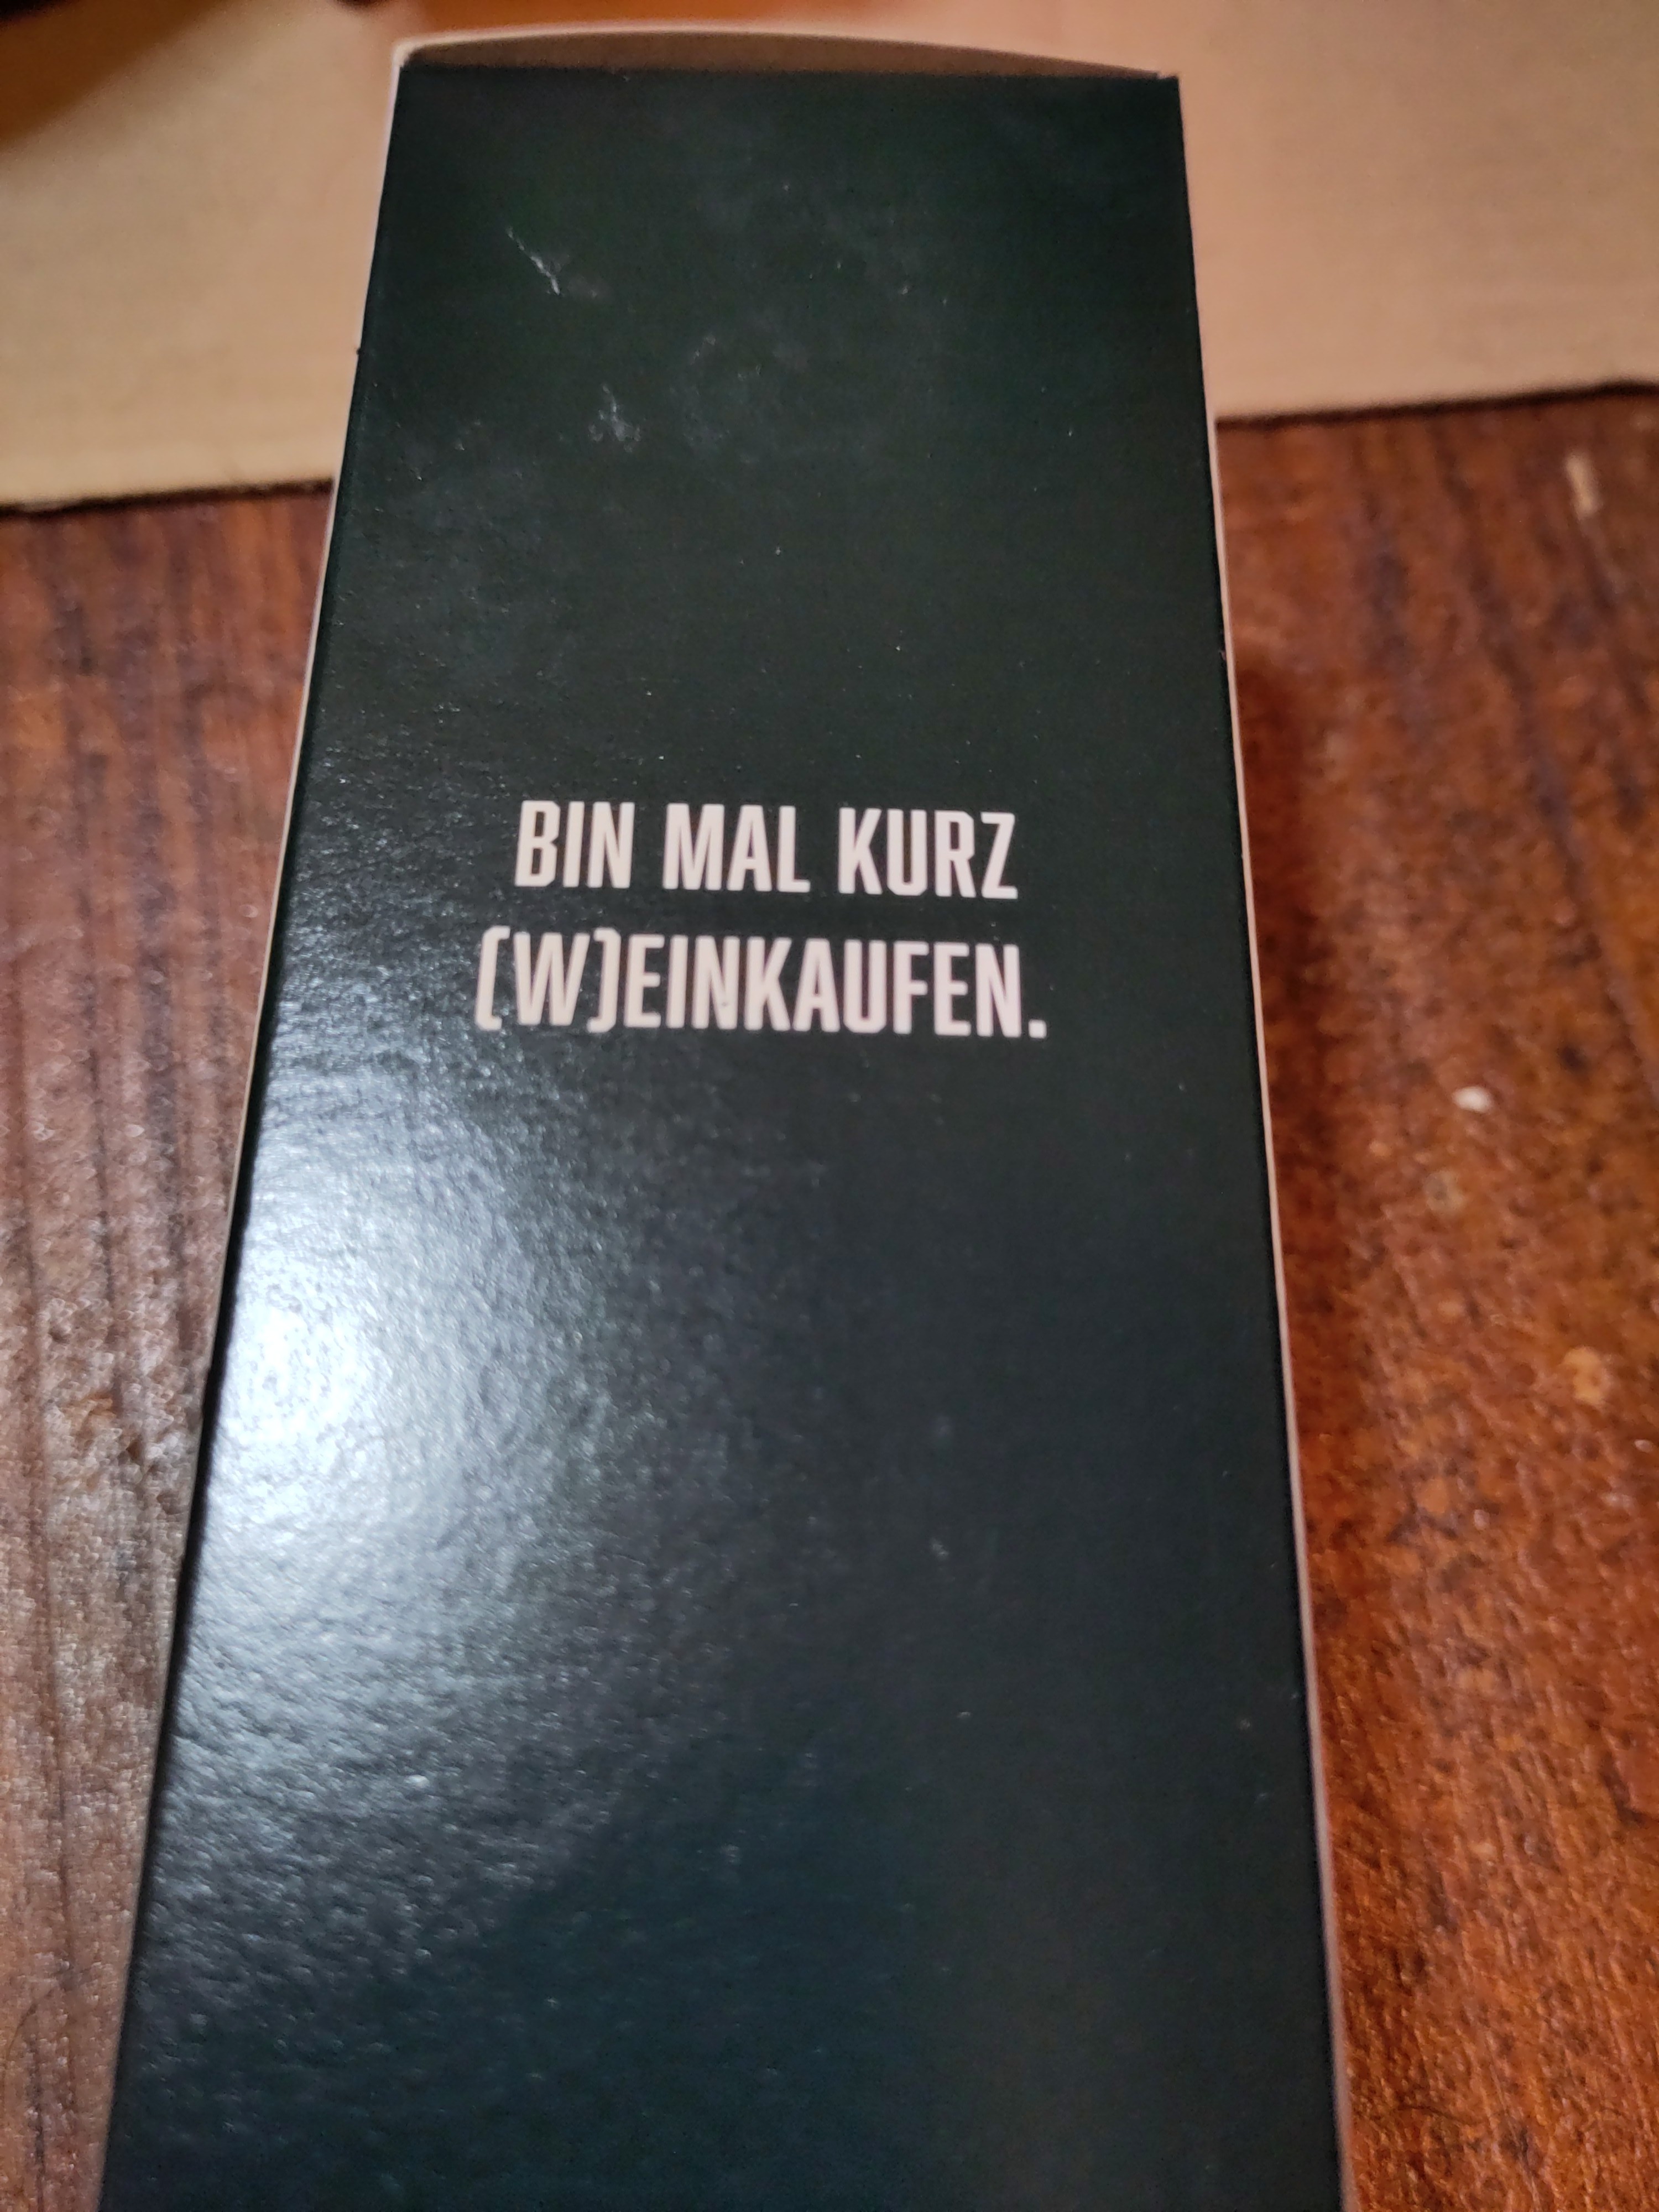 BIN MAL KURZ
(W)EINKAUFEN.